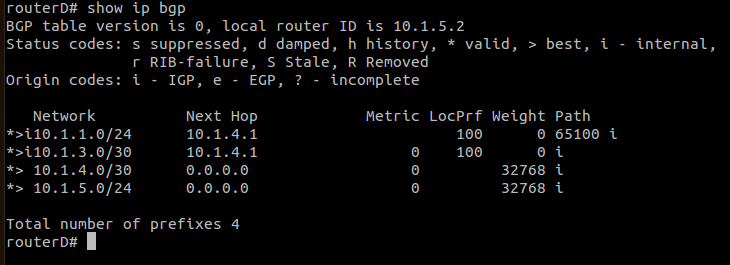 routerD# show ip bgp
BGP table version is 0, local router ID is 10.1.5.2
Status codes: s suppressed, d damped, h history, * valid, > best, i - internal,
              r RIB-failure, S Stale, R Removed
Origin codes: i - IGP, e - EGP, ? - incomplete

   Network          Next Hop            Metric LocPrf Weight Path
*>i10.1.1.0/24      10.1.4.1                      100      0 65100 i
*>i10.1.3.0/30      10.1.4.1                 0    100      0 i
*> 10.1.4.0/30      0.0.0.0                  0         32768 i
*> 10.1.5.0/24      0.0.0.0                  0         32768 i

Total number of prefixes 4
routerD#